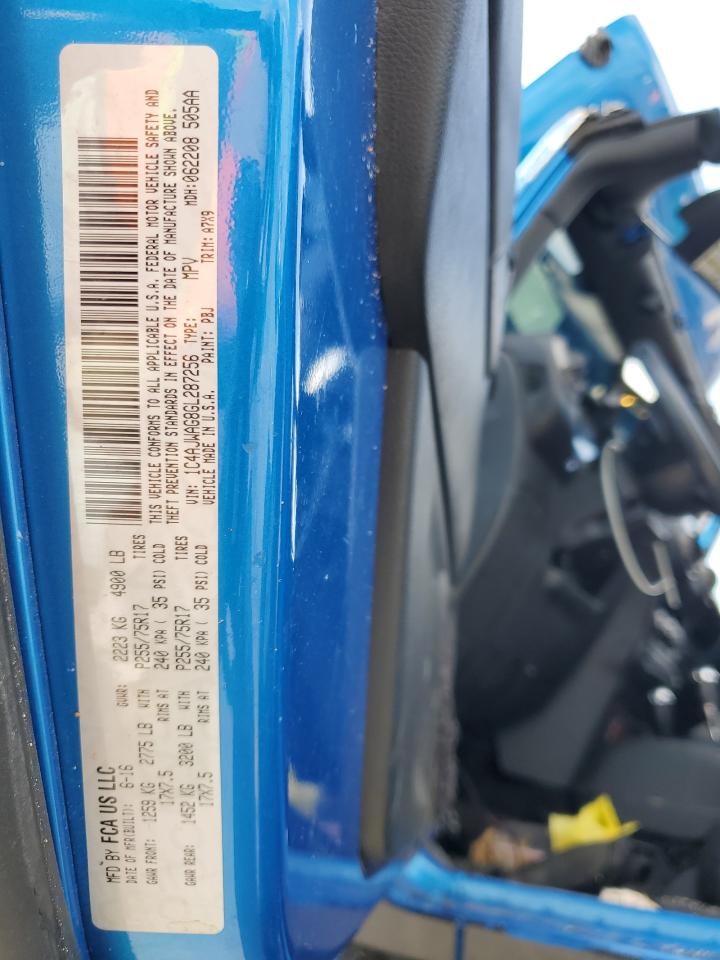 MFD BY FCA US LLC
DATE OF MFR(BUILT): 6-16 GVWR: 2223 KG 4900 LB
GAWR FRONT: 1259 KG 2775 LB WITH P255/75R17 TIRES
17X7.5 RIMS AT 240 KPA ( 35 PSI) COLD
GAWR REAR: 1452 KG 3200 LB WITH P255/75R17 TIRES
17X7.5 RIMS AT 240 KPA ( 35 PSI) COLD
THIS VEHICLE CONFORMS TO ALL APPLICABLE U.S.A. FEDERAL MOTOR VEHICLE SAFETY AND
THEFT PREVENTION STANDARDS IN EFFECT ON THE DATE OF MANUFACTURE SHOWN ABOVE.
VIN: 1C4AJWAG8GL287256 TYPE: MPV MDH:062208 505AA
VEHICLE MADE IN U.S.A. PAINT: PBJ TRIM: A7X9